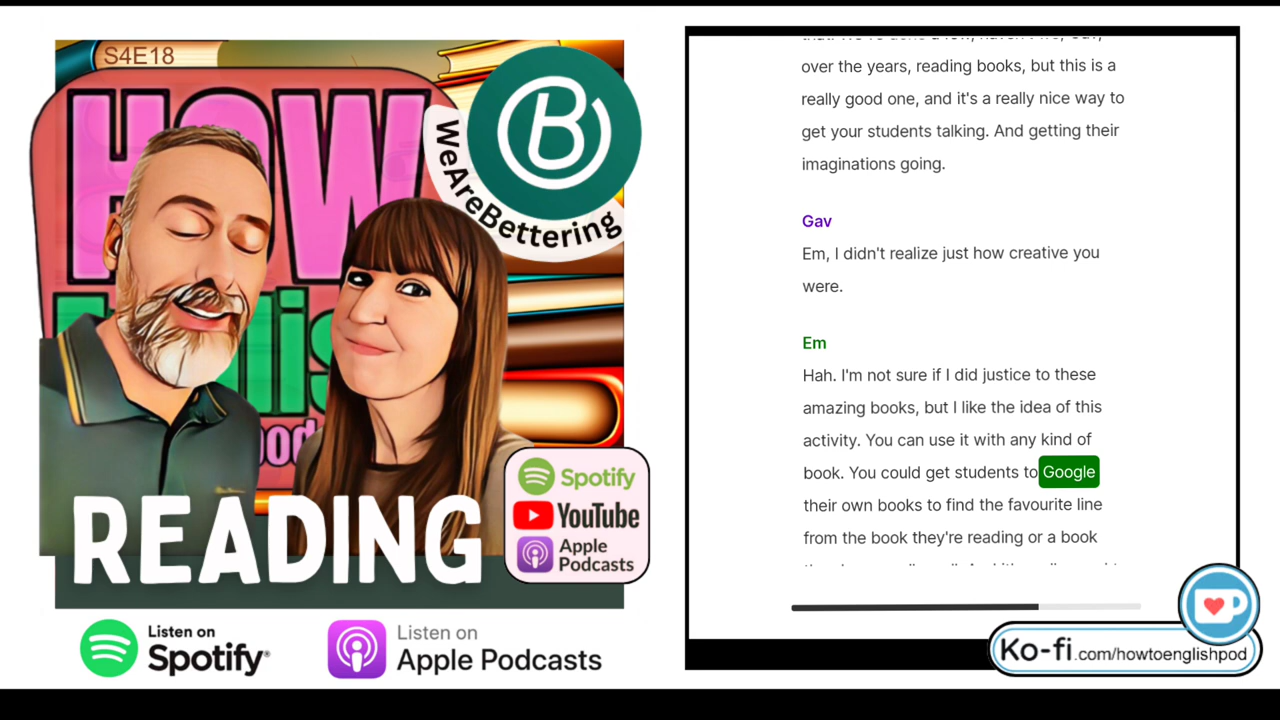 S4E18
HOW
B
WeAreBettering
READING
Spotify
YouTube
Apple
Podcasts
Listen on
Spotify
Listen on
Apple Podcasts
over the years, reading books, but this is a
really good one, and it's a really nice way to
get your students talking. And getting their
imaginations going.
Gav
Em, I didn't realize just how creative you
were.
Em
Hah. I'm not sure if I did justice to these
amazing books, but I like the idea of this
activity. You can use it with any kind of
book. You could get students to Google
their own books to find the favourite line
from the book they're reading or a book
Ko-fi.com/howtoenglishpod